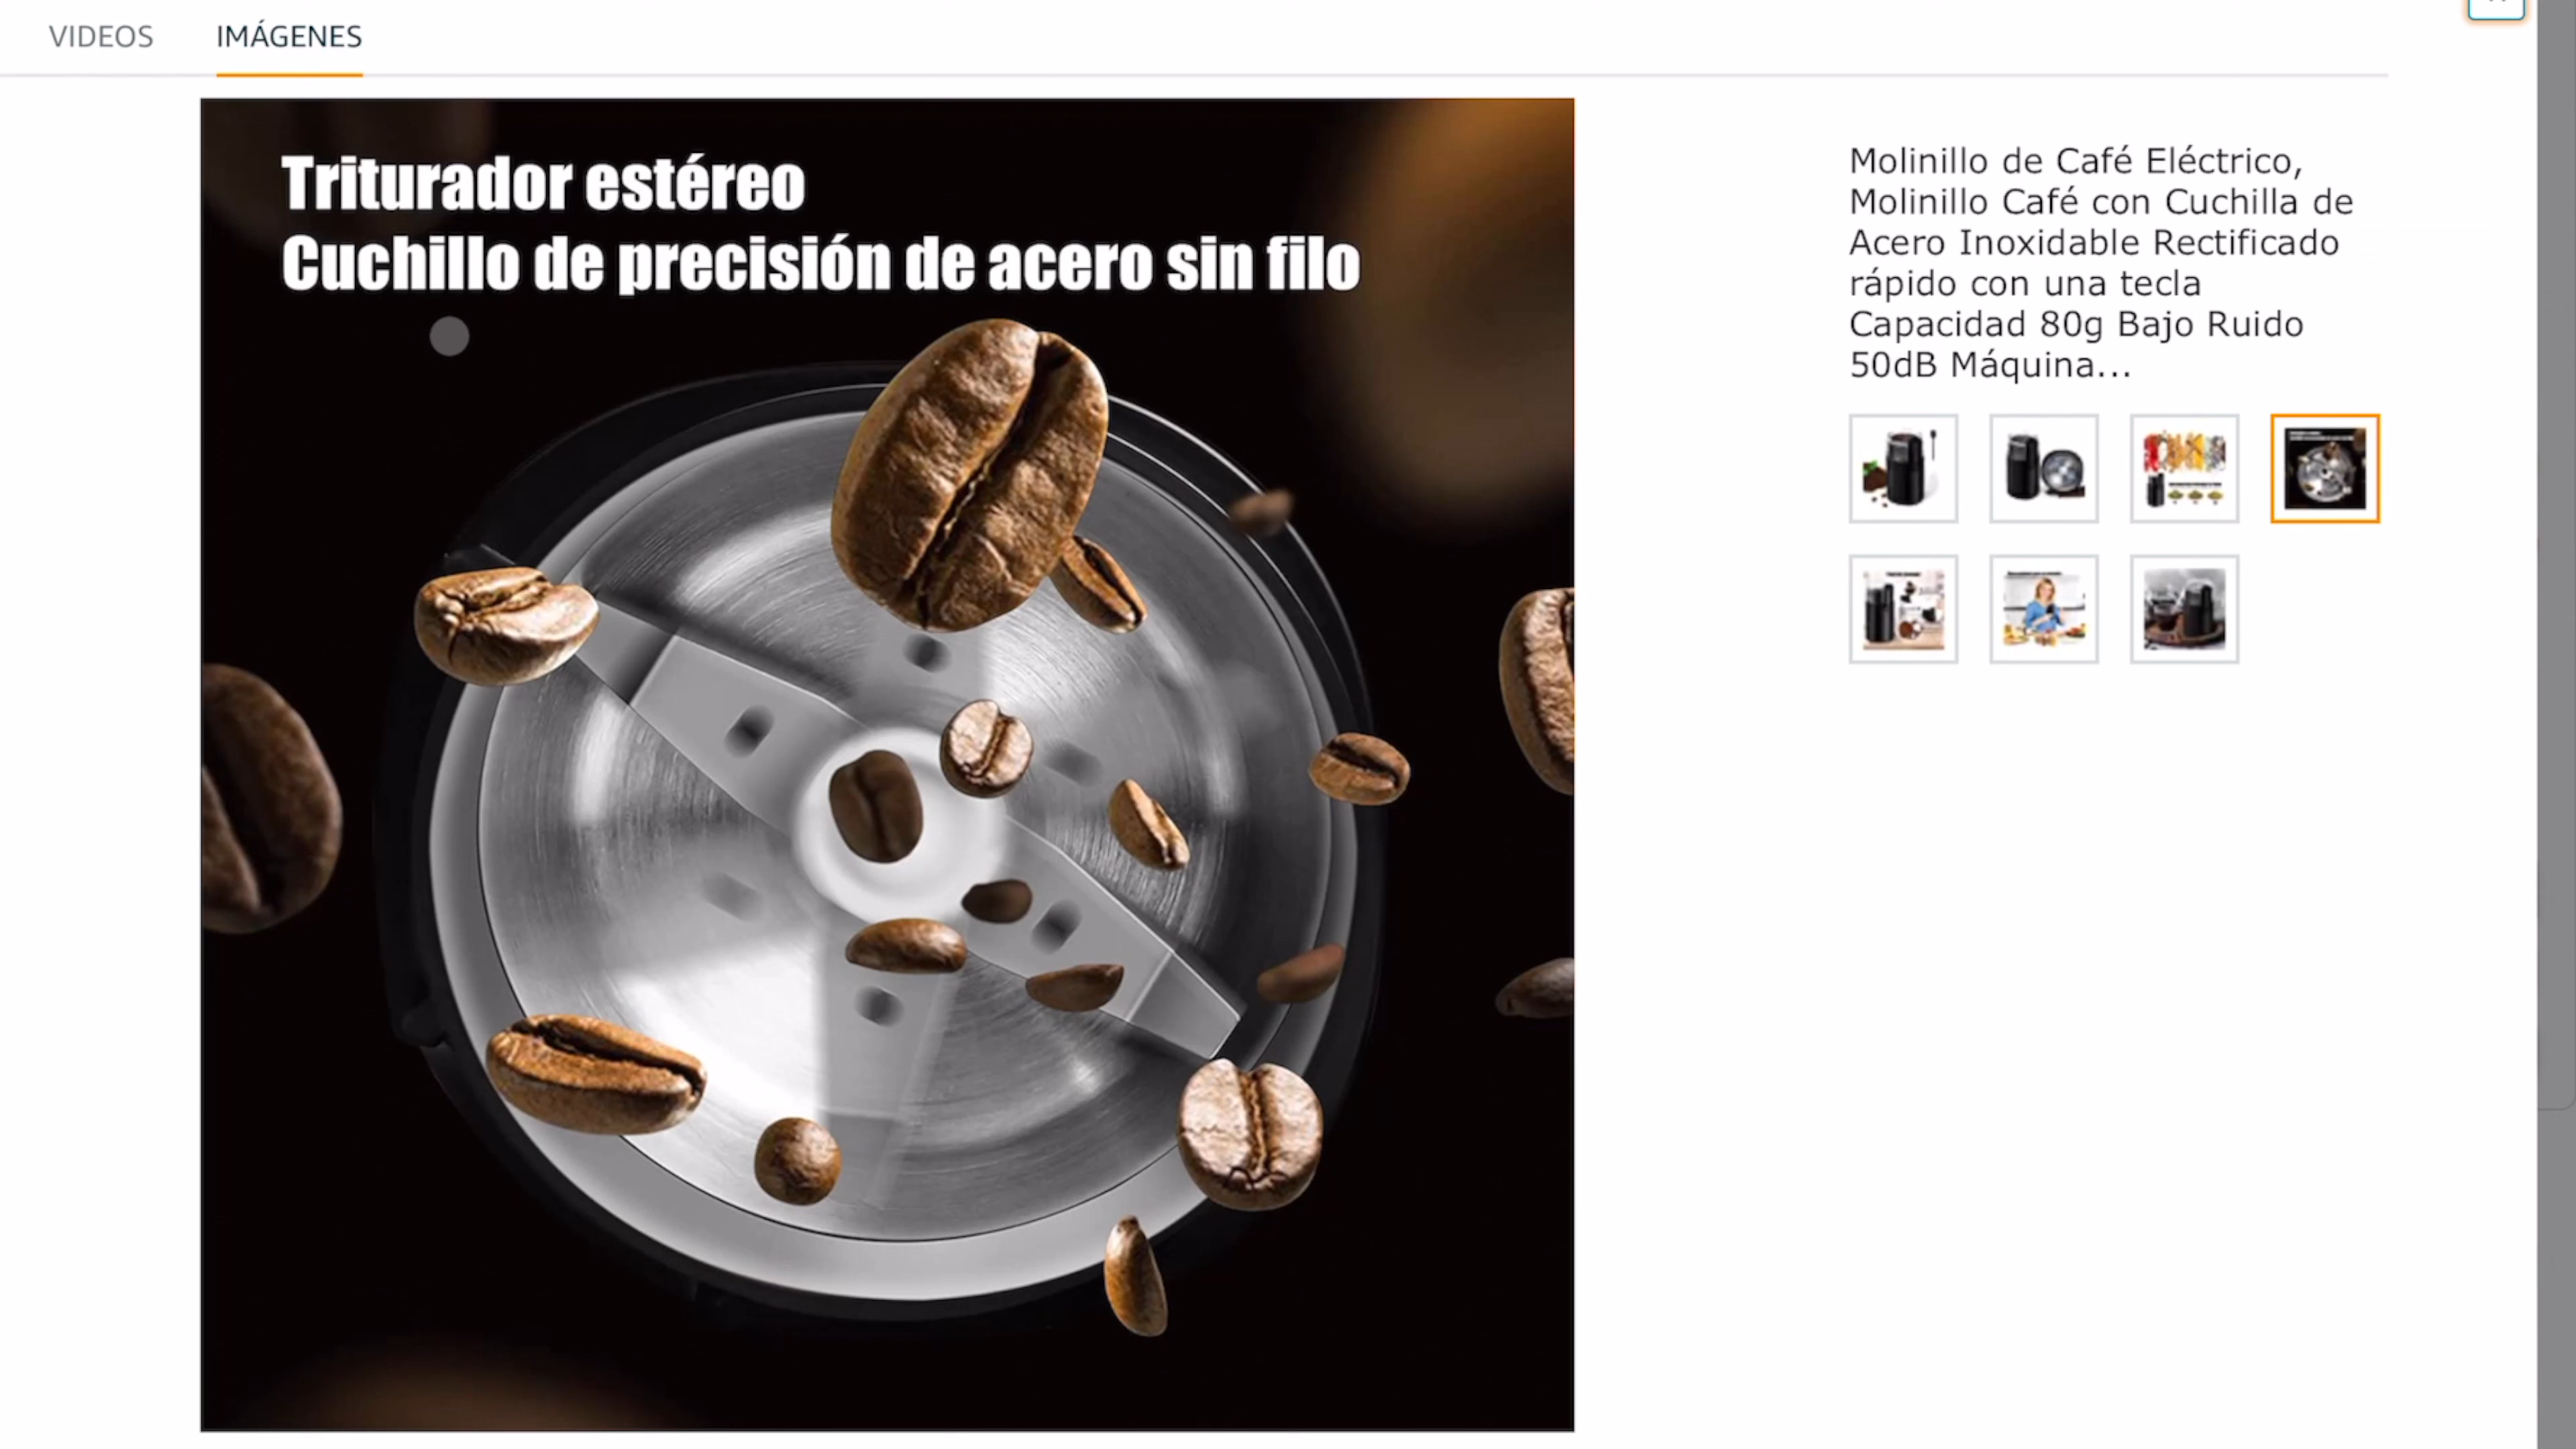 VIDEOS
IMÁGENES
Triturador estéreo
Cuchillo de precisión de acero sin filo
Molinillo de Café Eléctrico,
Molinillo Café con Cuchilla de
Acero Inoxidable Rectificado
rápido con una tecla
Capacidad 80g Bajo Ruido
50dB Máquina...